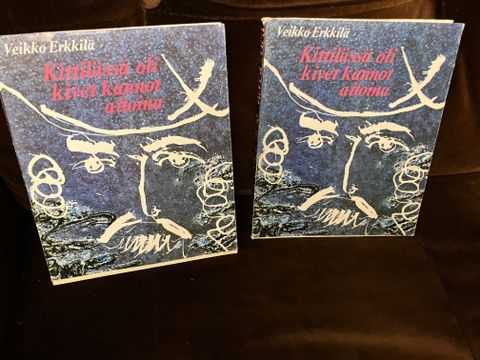 Veikko Erkkilä
Kittilässä oli
kivet kannot
aitoina
Veikko Erkkilä
Kittilässä oli
kivet kannot
aitoina